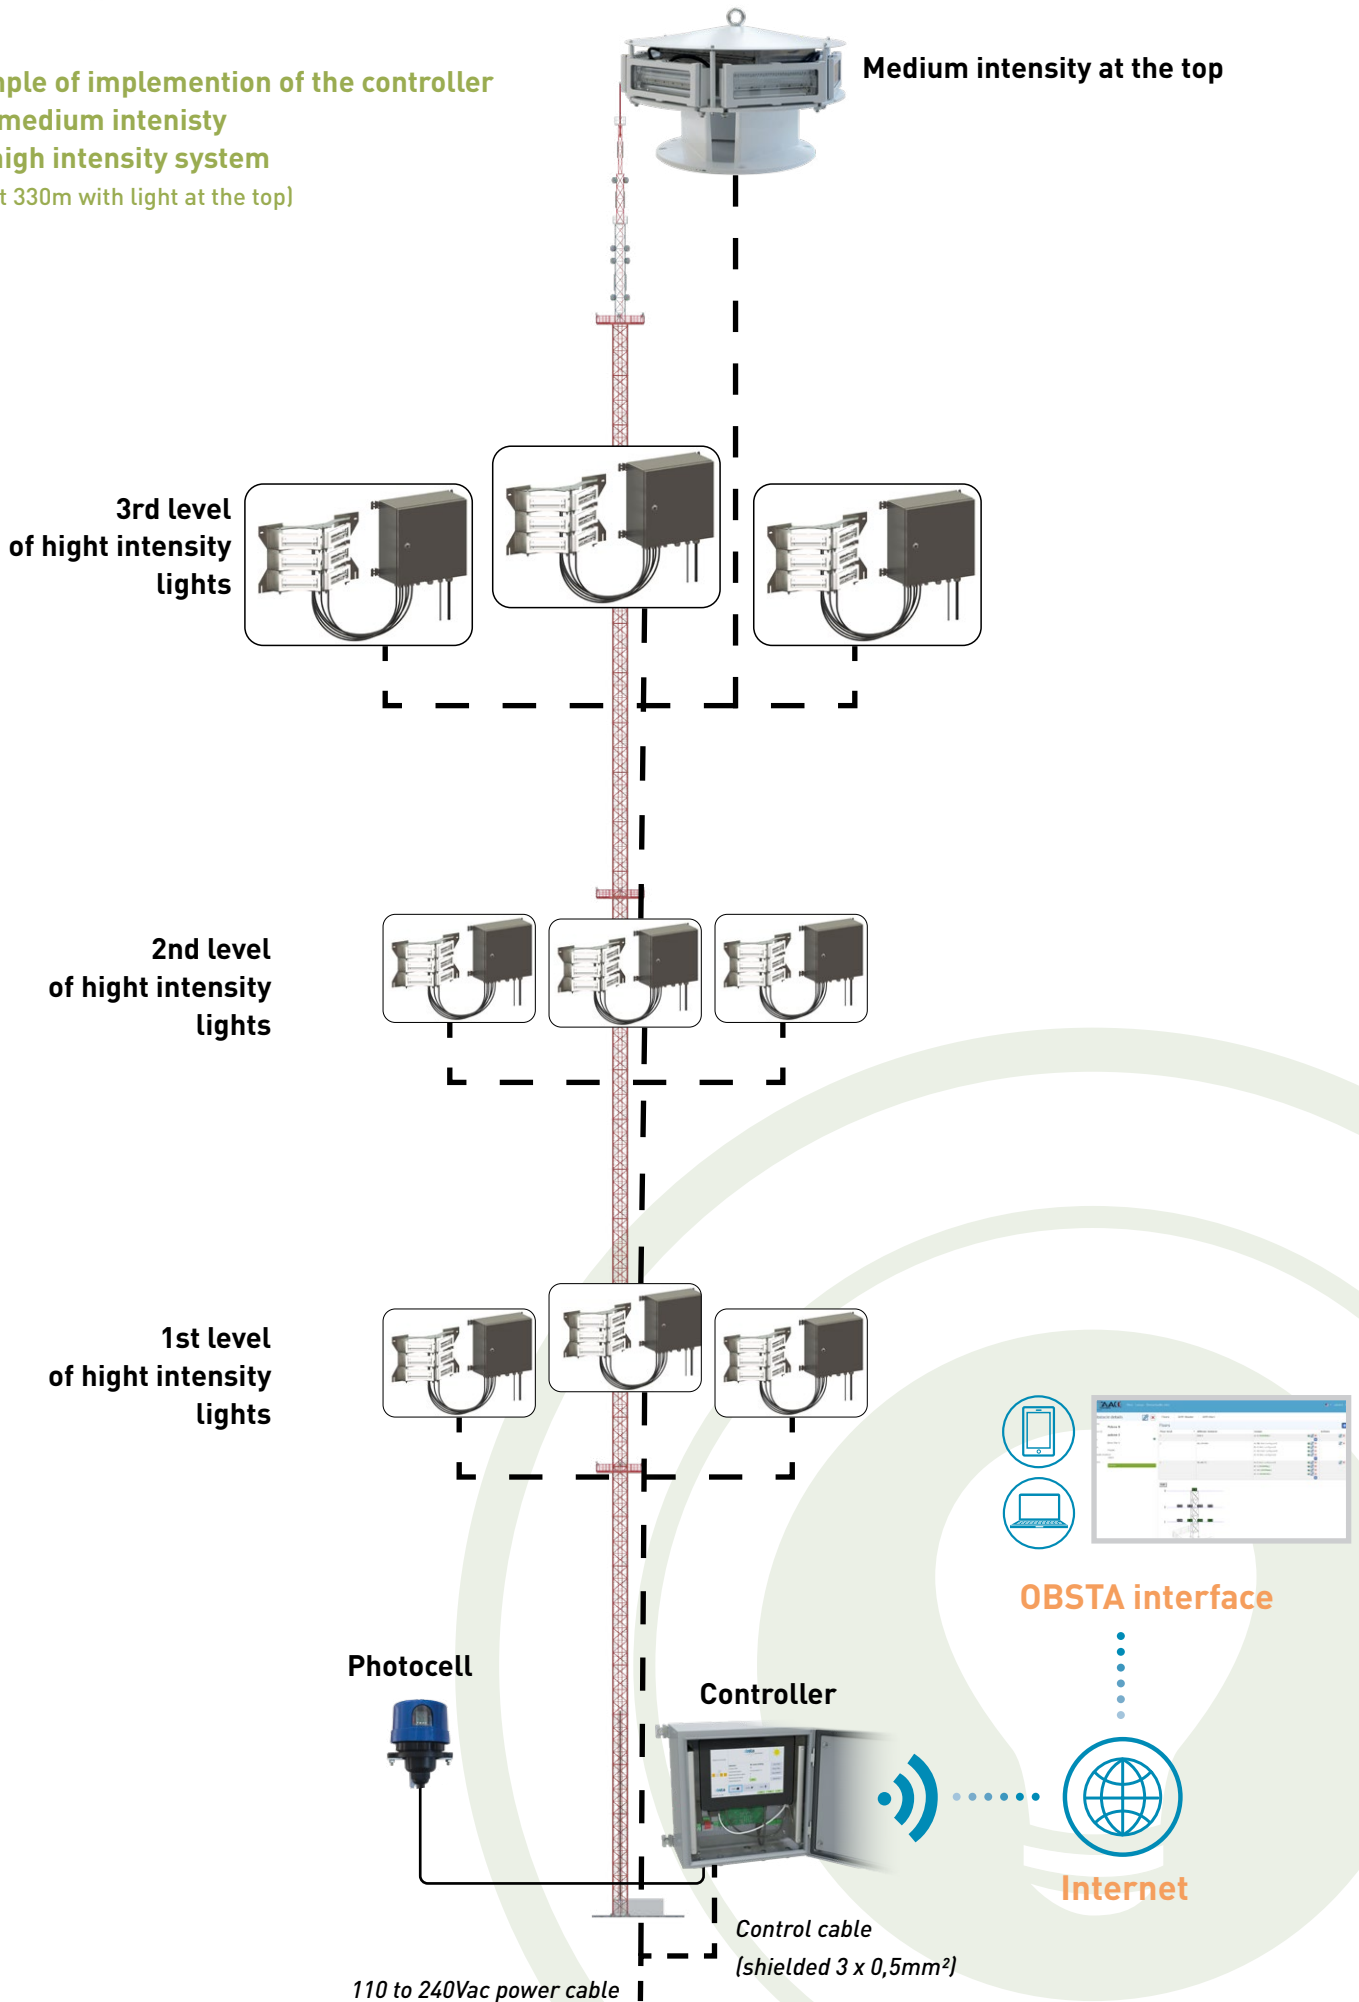 ple of implemention of the controller
medium intenisty
high intensity system
t 330m with light at the top)
Medium intensity at the top
3rd level
of hight intensity
lights
2nd level
of hight intensity
lights
1st level
of hight intensity
lights
OBSTA interface
Photocell
Controller
Internet
Control cable
(shielded 3 x 0,5mm²)
110 to 240Vac power cable